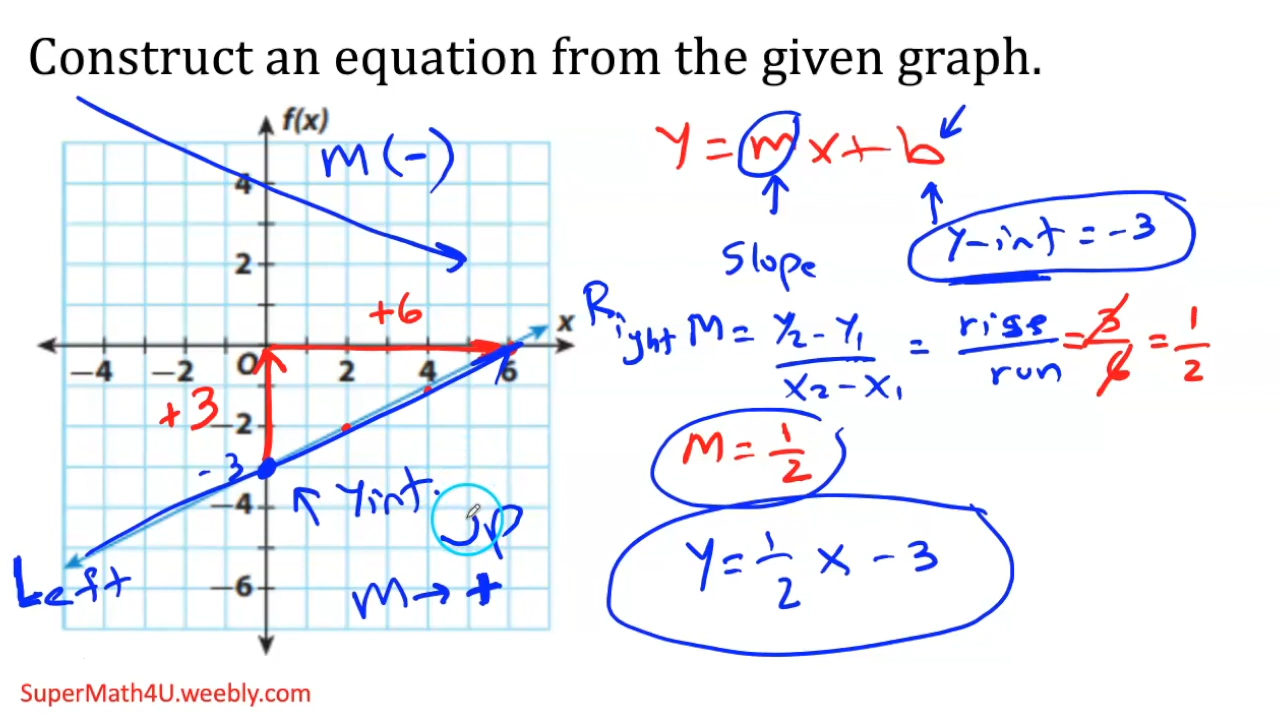 Construct an equation from the given graph.
f(x)
m (-)
Y = m x + b
Slope
Y-int = -3
4
2
+6
x
Right M = Y2 - Y1 / X2 - X1 = rise / run = 3/6 = 1/2
-4 -2 O 2 4 6
+3
-2
M = 1/2
-3
-4
Yint.
Up
Y = 1/2 X - 3
Left
-6
M → +
SuperMath4U.weebly.com